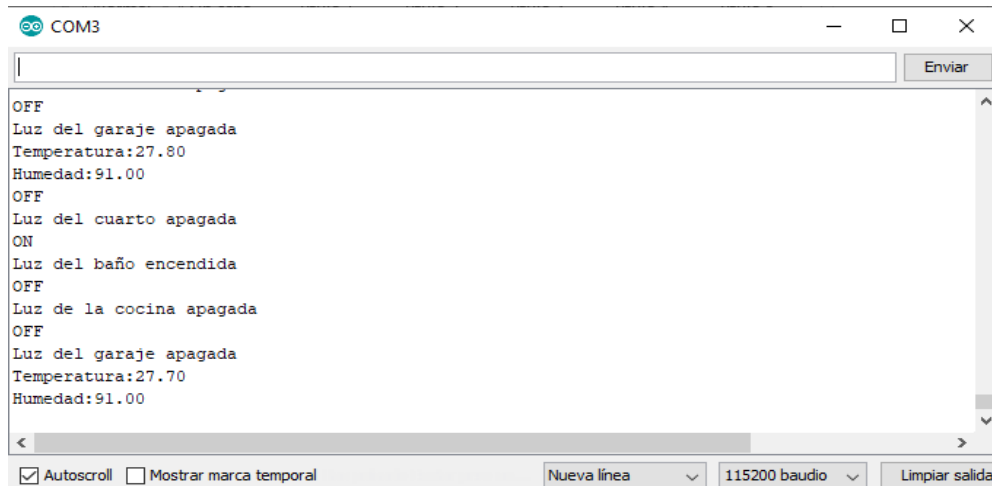 COM3
Enviar
OFF
Luz del garaje apagada
Temperatura:27.80
Humedad:91.00
OFF
Luz del cuarto apagada
ON
Luz del baño encendida
OFF
Luz de la cocina apagada
OFF
Luz del garaje apagada
Temperatura:27.70
Humedad:91.00
Autoscroll Mostrar marca temporal Nueva línea 115200 baudio Limpiar salida